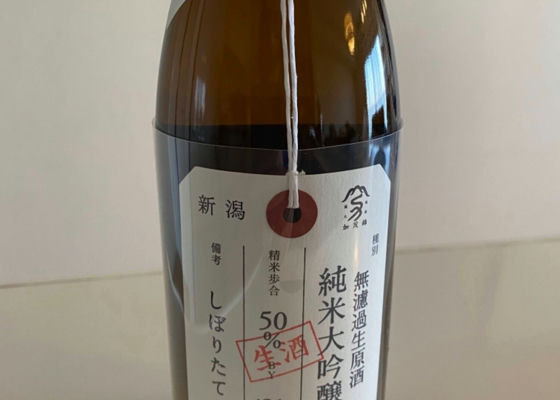 新潟
種別
無濾過生原酒
純米大吟醸
精米歩合
50%
BY
生酒
備考
しぼりたて